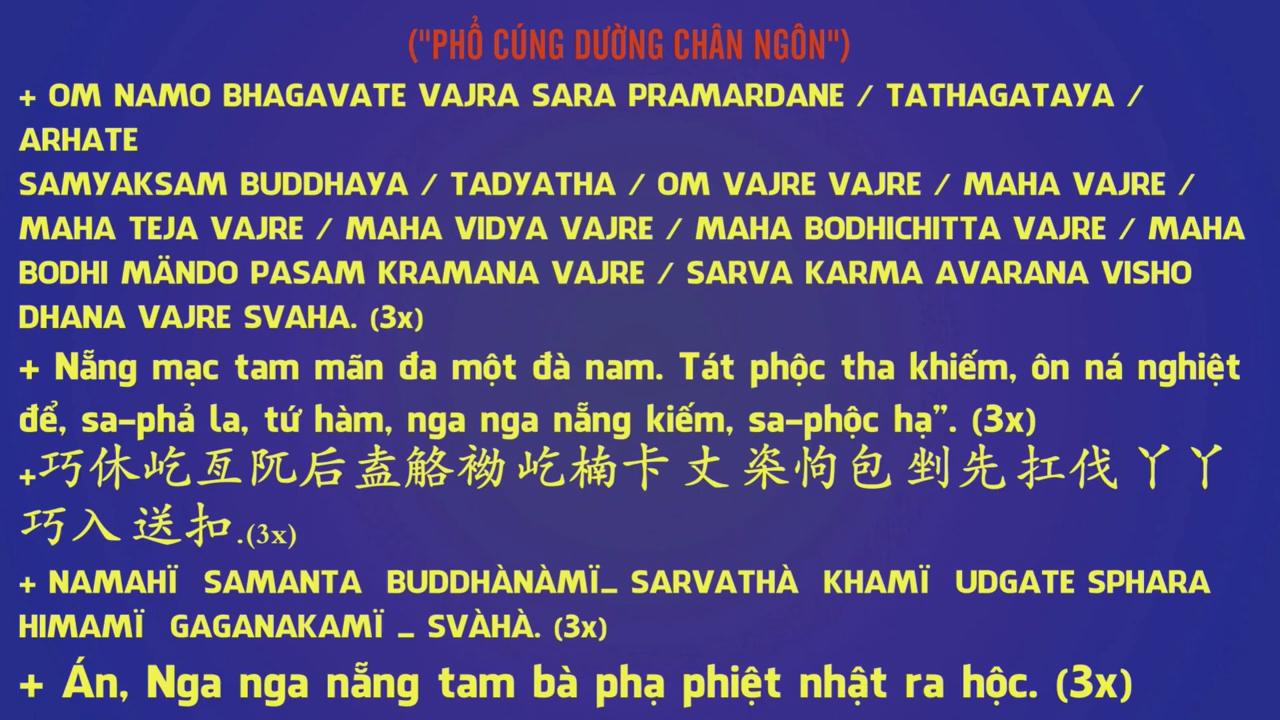 ("PHỔ CÚNG DƯỜNG CHÂN NGÔN")
+ OM NAMO BHAGAVATE VAJRA SARA PRAMARDANE / TATHAGATAYA /
ARHATE
SAMYAKSAM BUDDHAYA / TADYATHA / OM VAJRE VAJRE / MAHA VAJRE /
MAHA TEJA VAJRE / MAHA VIDYA VAJRE / MAHA BODHICHITTA VAJRE / MAHA
BODHI MÄNDO PASAM KRAMANA VAJRE / SARVA KARMA AVARANA VISHO
DHANA VAJRE SVAHA. (3x)
+ Nẵng mạc tam mãn đa một đà nam. Tát phộc tha khiếm, ôn ná nghiệt
để, sa-phả la, tứ hàm, nga nga nẵng kiếm, sa-phộc hạ”. (3x)
+巧休屹亙阢后盍觡袎屹楠卡丈 楶恦包 剉先扛伐丫丫
巧入送扣.(3x)
+ NAMAHÏ SAMANTA BUDDHÀNÀMÏ_ SARVATHÀ KHAMÏ UDGATE SPHARA
HIMAMÏ GAGANAKAMÏ _ SVÀHÀ. (3x)
+ Án, Nga nga nẵng tam bà phạ phiệt nhật ra hộc. (3x)